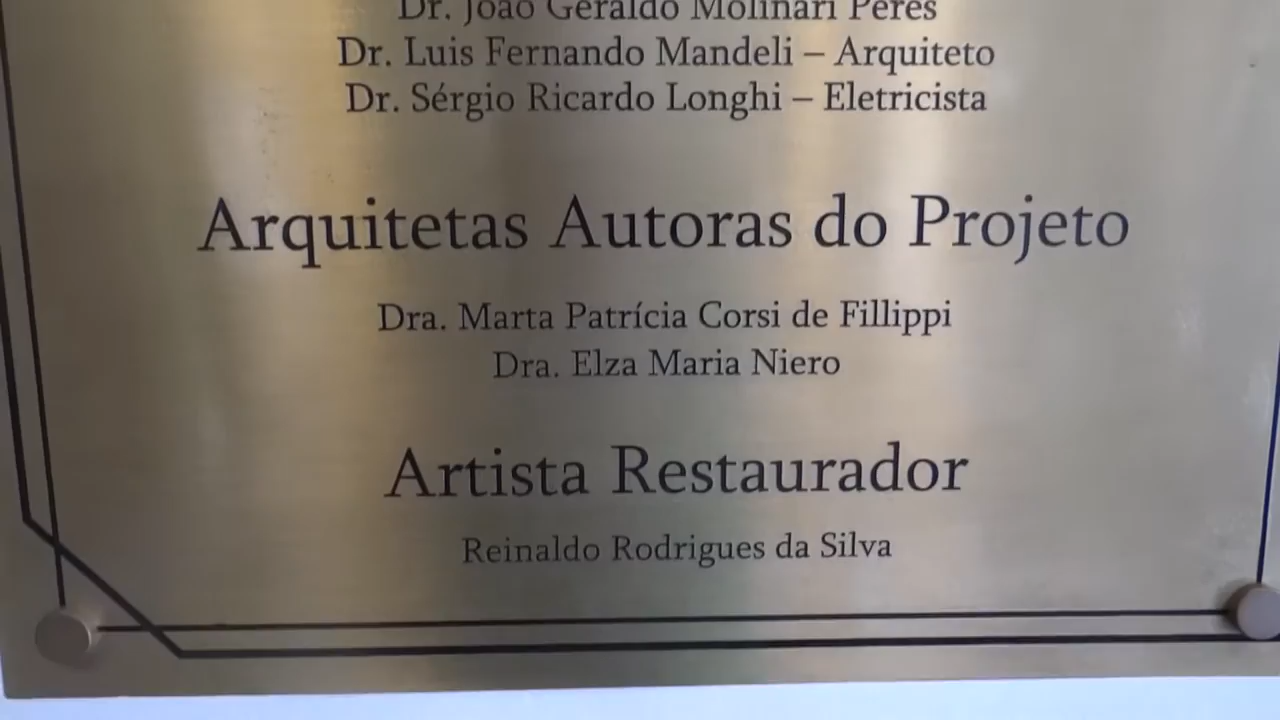 Dr. João Geraldo Molinari Peres
Dr. Luis Fernando Mandeli – Arquiteto
Dr. Sérgio Ricardo Longhi – Eletricista
Arquitetas Autoras do Projeto
Dra. Marta Patrícia Corsi de Fillippi
Dra. Elza Maria Niero
Artista Restaurador
Reinaldo Rodrigues da Silva